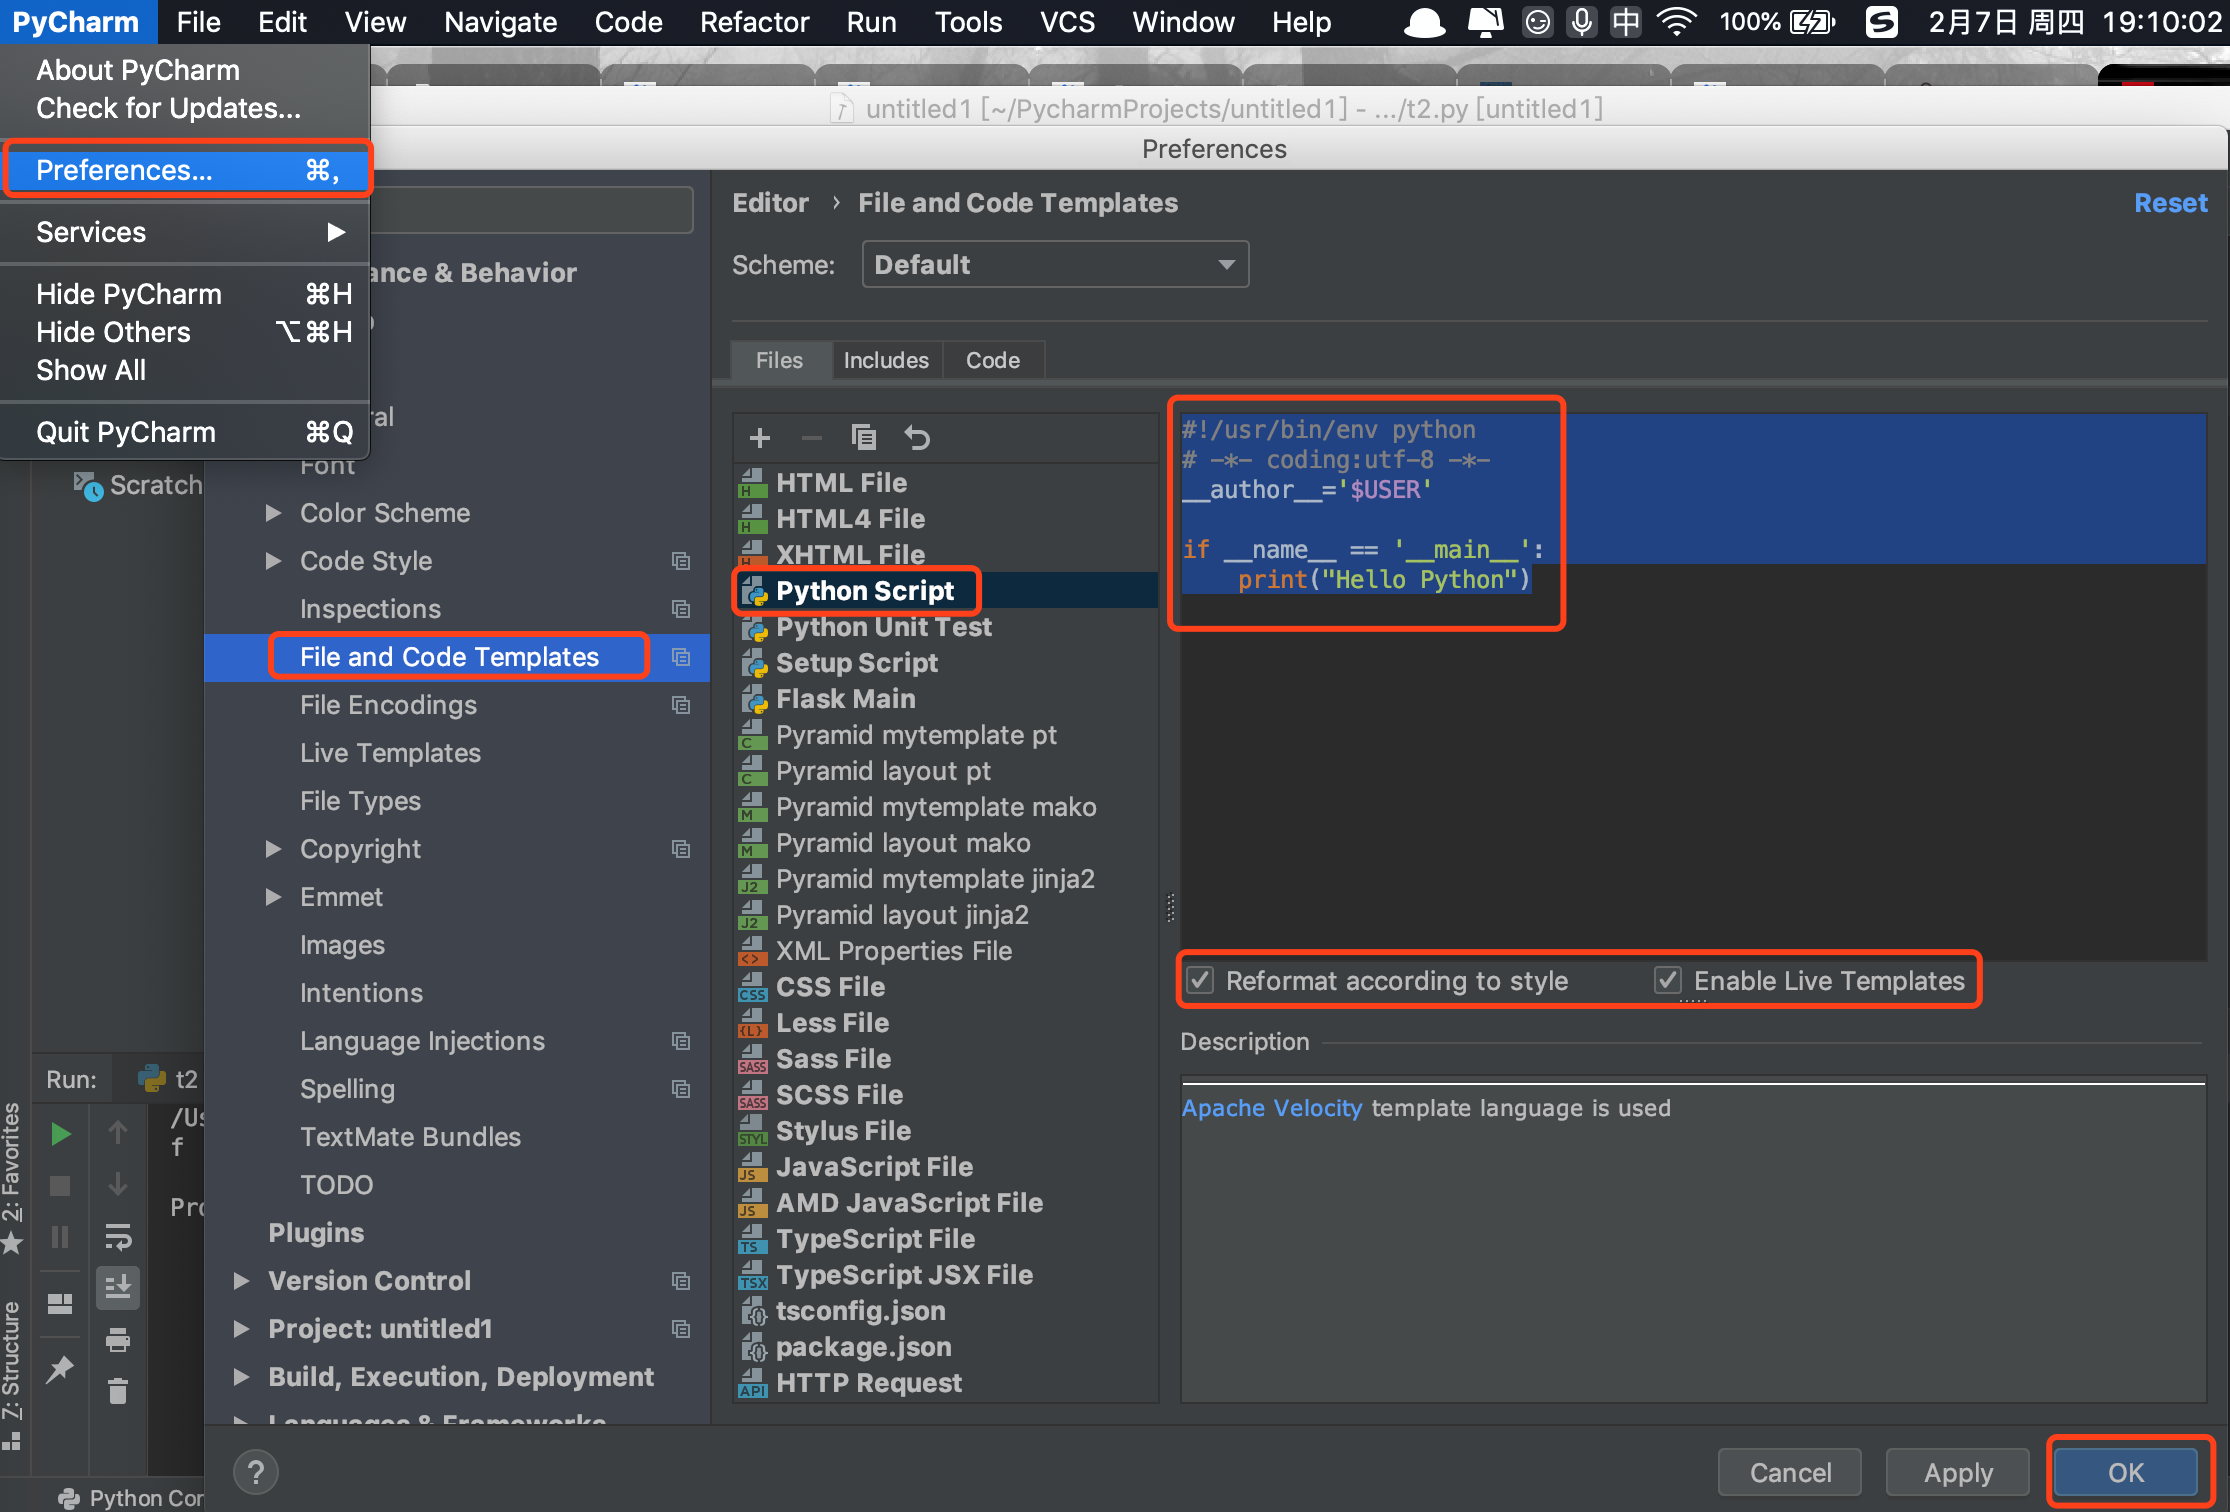 PyCharm File Edit View Navigate Code Refactor Run Tools VCS Window Help 中 100% 2月7日 周四 19:10:02
About PyCharm
Check for Updates...
Preferences... ⌘,
Services
Hide PyCharm ⌘H
Hide Others ⌥⌘H
Show All
Quit PyCharm ⌘Q
untitled1 [~/PycharmProjects/untitled1] - .../t2.py [untitled1]
Preferences
Scratch
ance & Behavior
ral
Font
Color Scheme
Code Style
Inspections
File and Code Templates
File Encodings
Live Templates
File Types
Copyright
Emmet
Images
Intentions
Language Injections
Spelling
TextMate Bundles
TODO
Plugins
Version Control
Project: untitled1
Build, Execution, Deployment
Languages & Frameworks
Editor › File and Code Templates
Reset
Scheme: Default
Files Includes Code
HTML File
HTML4 File
XHTML File
Python Script
Python Unit Test
Setup Script
Flask Main
Pyramid mytemplate pt
Pyramid layout pt
Pyramid mytemplate mako
Pyramid layout mako
Pyramid mytemplate jinja2
Pyramid layout jinja2
XML Properties File
CSS File
Less File
Sass File
SCSS File
Stylus File
JavaScript File
AMD JavaScript File
TypeScript File
TypeScript JSX File
tsconfig.json
package.json
HTTP Request
#!/usr/bin/env python
# -*- coding:utf-8 -*-
__author__='$USER'
if __name__ == '__main__':
print("Hello Python")
Reformat according to style Enable Live Templates
Description
Apache Velocity template language is used
Run: t2
/Us
f
Pro
2: Favorites
7: Structure
Python Con
? Cancel Apply OK